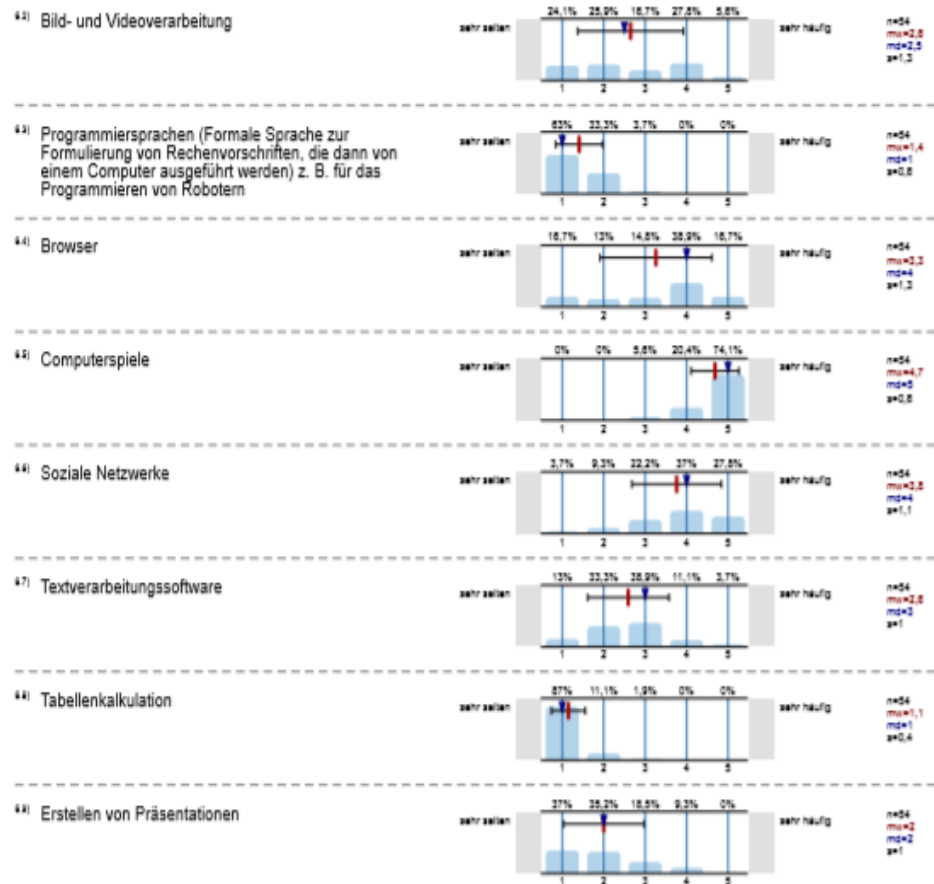 6.2) Bild- und Videoverarbeitung
24,1% 25,9% 16,7% 27,8% 5,6%
sehr selten
sehr häufig
n=54
mw=2,6
md=2,5
s=1,3
1 2 3 4 5
6.3) Programmiersprachen (Formale Sprache zur
Formulierung von Rechenvorschriften, die dann von
einem Computer ausgeführt werden) z. B. für das
Programmieren von Robotern
63% 33,3% 3,7% 0% 0%
sehr selten
sehr häufig
n=54
mw=1,4
md=1
s=0,6
1 2 3 4 5
6.4) Browser
16,7% 13% 14,8% 38,9% 16,7%
sehr selten
sehr häufig
n=54
mw=3,3
md=4
s=1,3
1 2 3 4 5
6.5) Computerspiele
0% 0% 5,6% 20,4% 74,1%
sehr selten
sehr häufig
n=54
mw=4,7
md=5
s=0,6
1 2 3 4 5
6.6) Soziale Netzwerke
3,7% 9,3% 22,2% 37% 27,8%
sehr selten
sehr häufig
n=54
mw=3,8
md=4
s=1,1
1 2 3 4 5
6.7) Textverarbeitungssoftware
13% 33,3% 38,9% 11,1% 3,7%
sehr selten
sehr häufig
n=54
mw=2,6
md=3
s=1
1 2 3 4 5
6.8) Tabellenkalkulation
87% 11,1% 1,9% 0% 0%
sehr selten
sehr häufig
n=54
mw=1,1
md=1
s=0,4
1 2 3 4 5
6.9) Erstellen von Präsentationen
37% 35,2% 18,5% 9,3% 0%
sehr selten
sehr häufig
n=54
mw=2
md=2
s=1
1 2 3 4 5